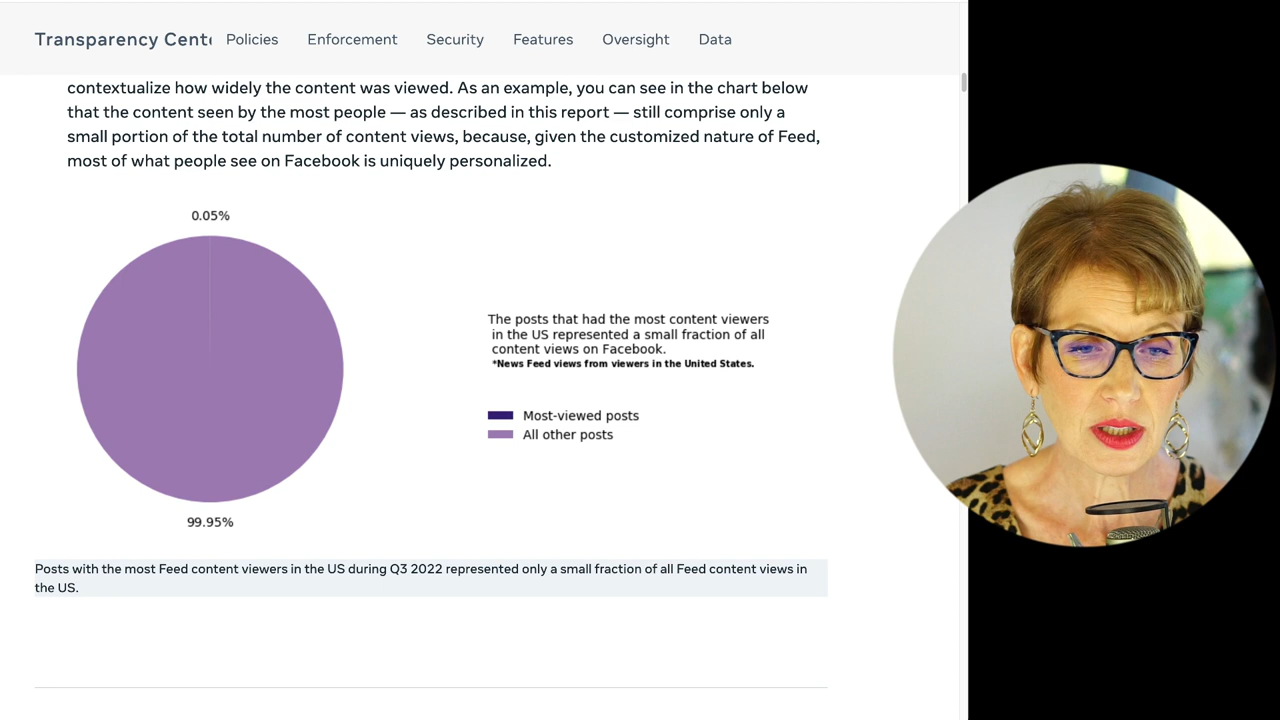 Transparency Cent
Policies
Enforcement
Security
Features
Oversight
Data
contextualize how widely the content was viewed. As an example, you can see in the chart below
that the content seen by the most people — as described in this report — still comprise only a
small portion of the total number of content views, because, given the customized nature of Feed,
most of what people see on Facebook is uniquely personalized.
0.05%
99.95%
The posts that had the most content viewers
in the US represented a small fraction of all
content views on Facebook.
*News Feed views from viewers in the United States.
Most-viewed posts
All other posts
Posts with the most Feed content viewers in the US during Q3 2022 represented only a small fraction of all Feed content views in
the US.